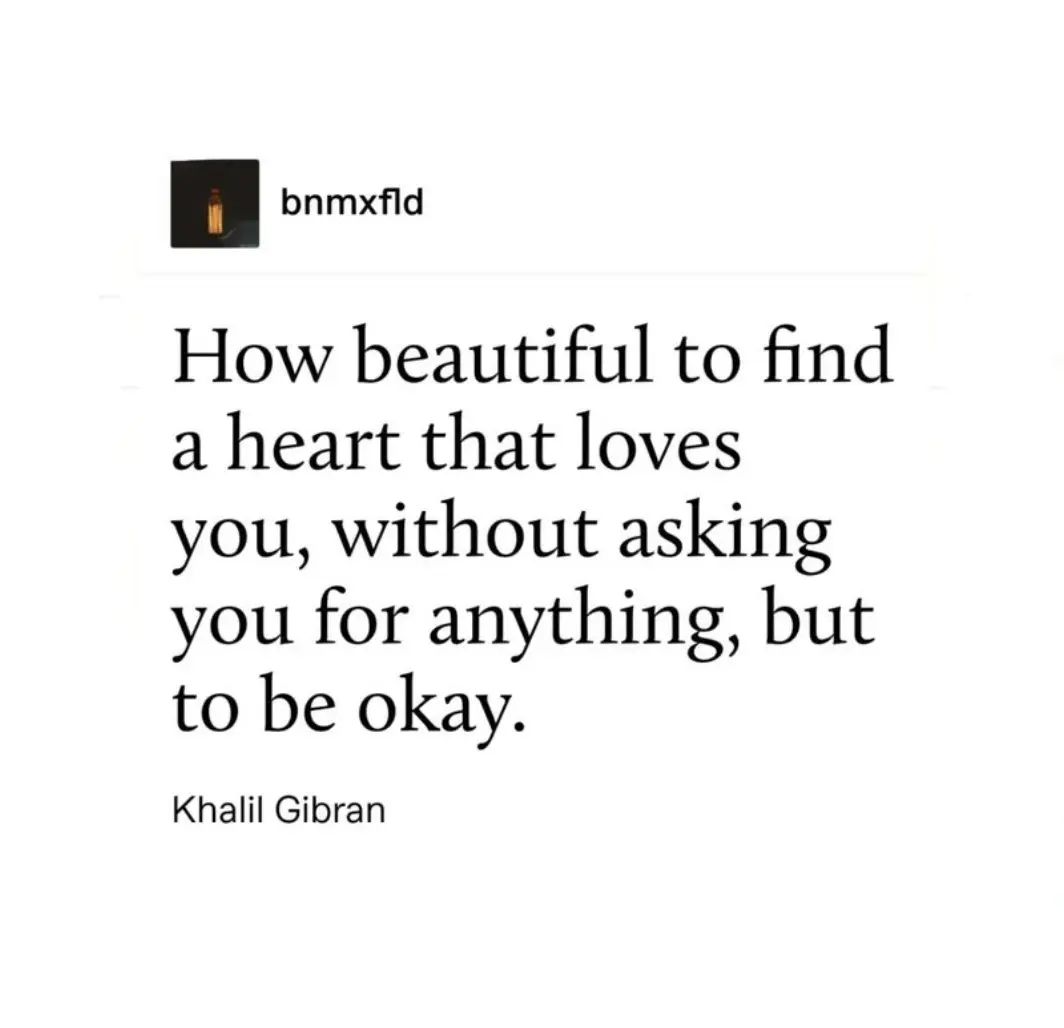 bnmxfld
How beautiful to find
a heart that loves
you, without asking
you for anything, but
to be okay.
Khalil Gibran